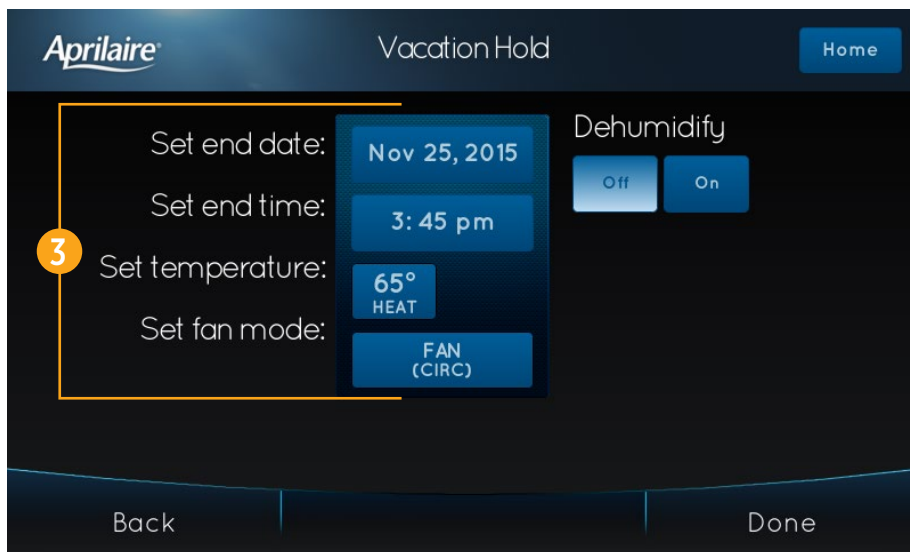 Aprilaire
Vacation Hold
Home
3
Set end date:
Nov 25, 2015
Set end time:
3: 45 pm
Set temperature:
65°
HEAT
Set fan mode:
FAN
(CIRC)
Dehumidify
Off
On
Back
Done